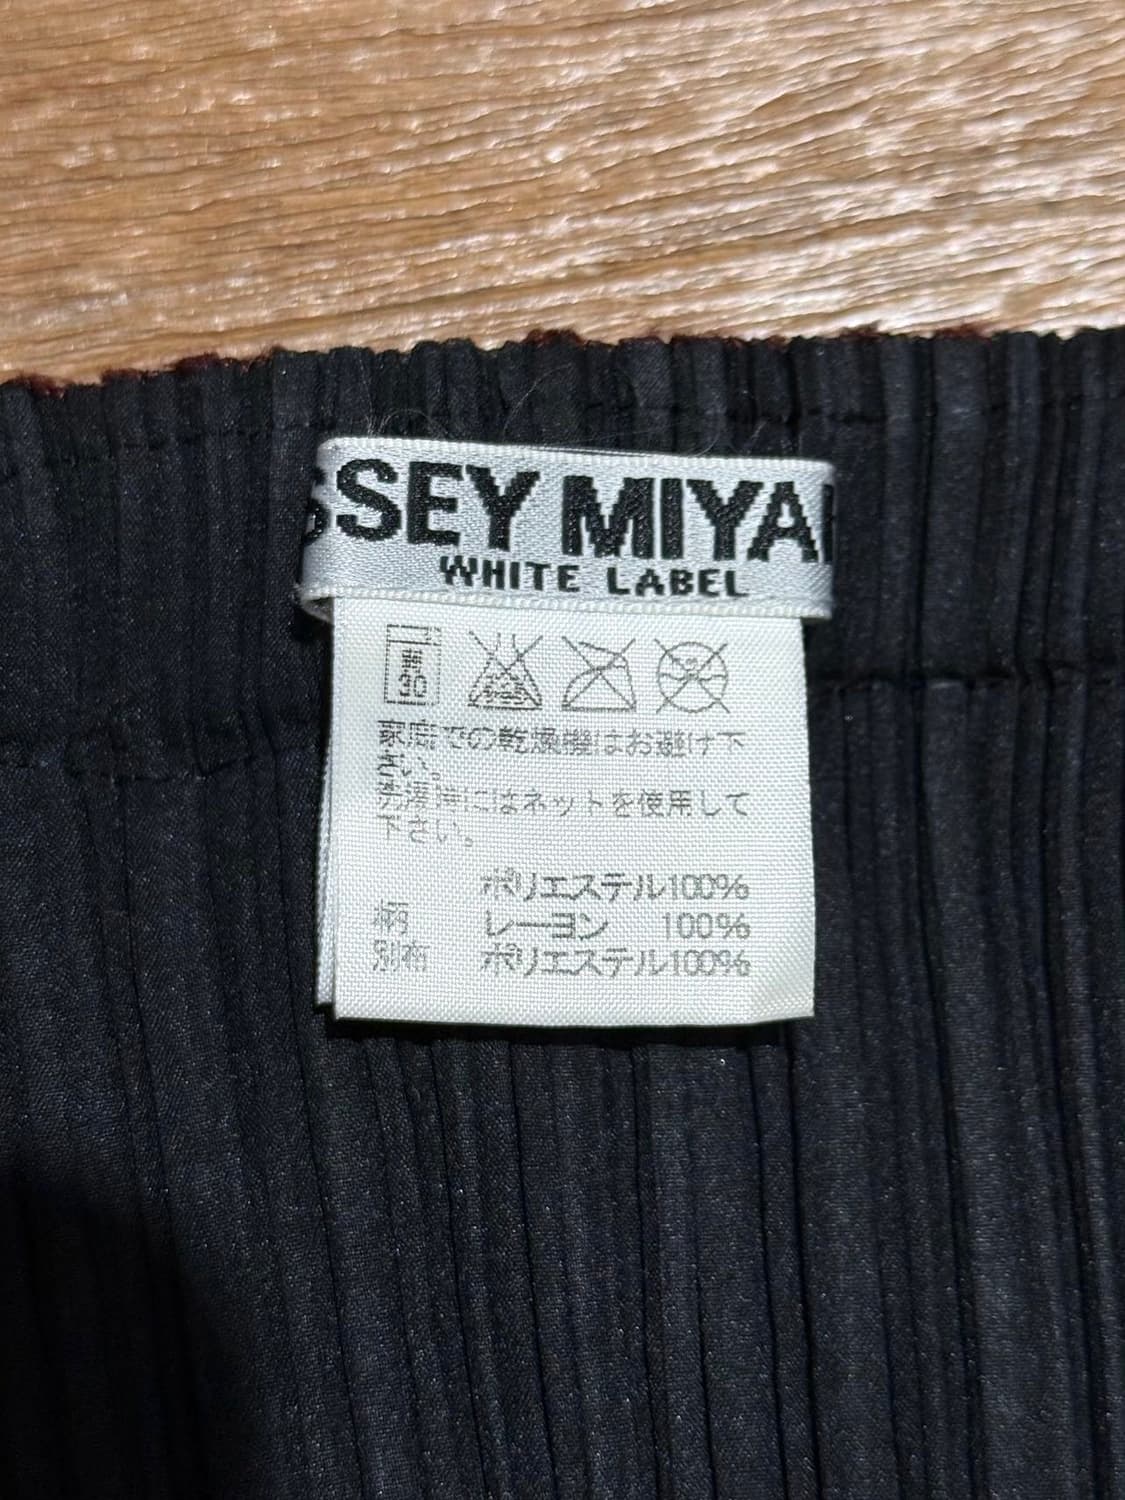 SSEY MIYA
WHITE LABEL
家庭での乾燥機はお避け下
さい。
洗濯時にはネットを使用して
下さい。
ポリエステル100%
柄 レーヨン 100%
別布 ポリエステル100%